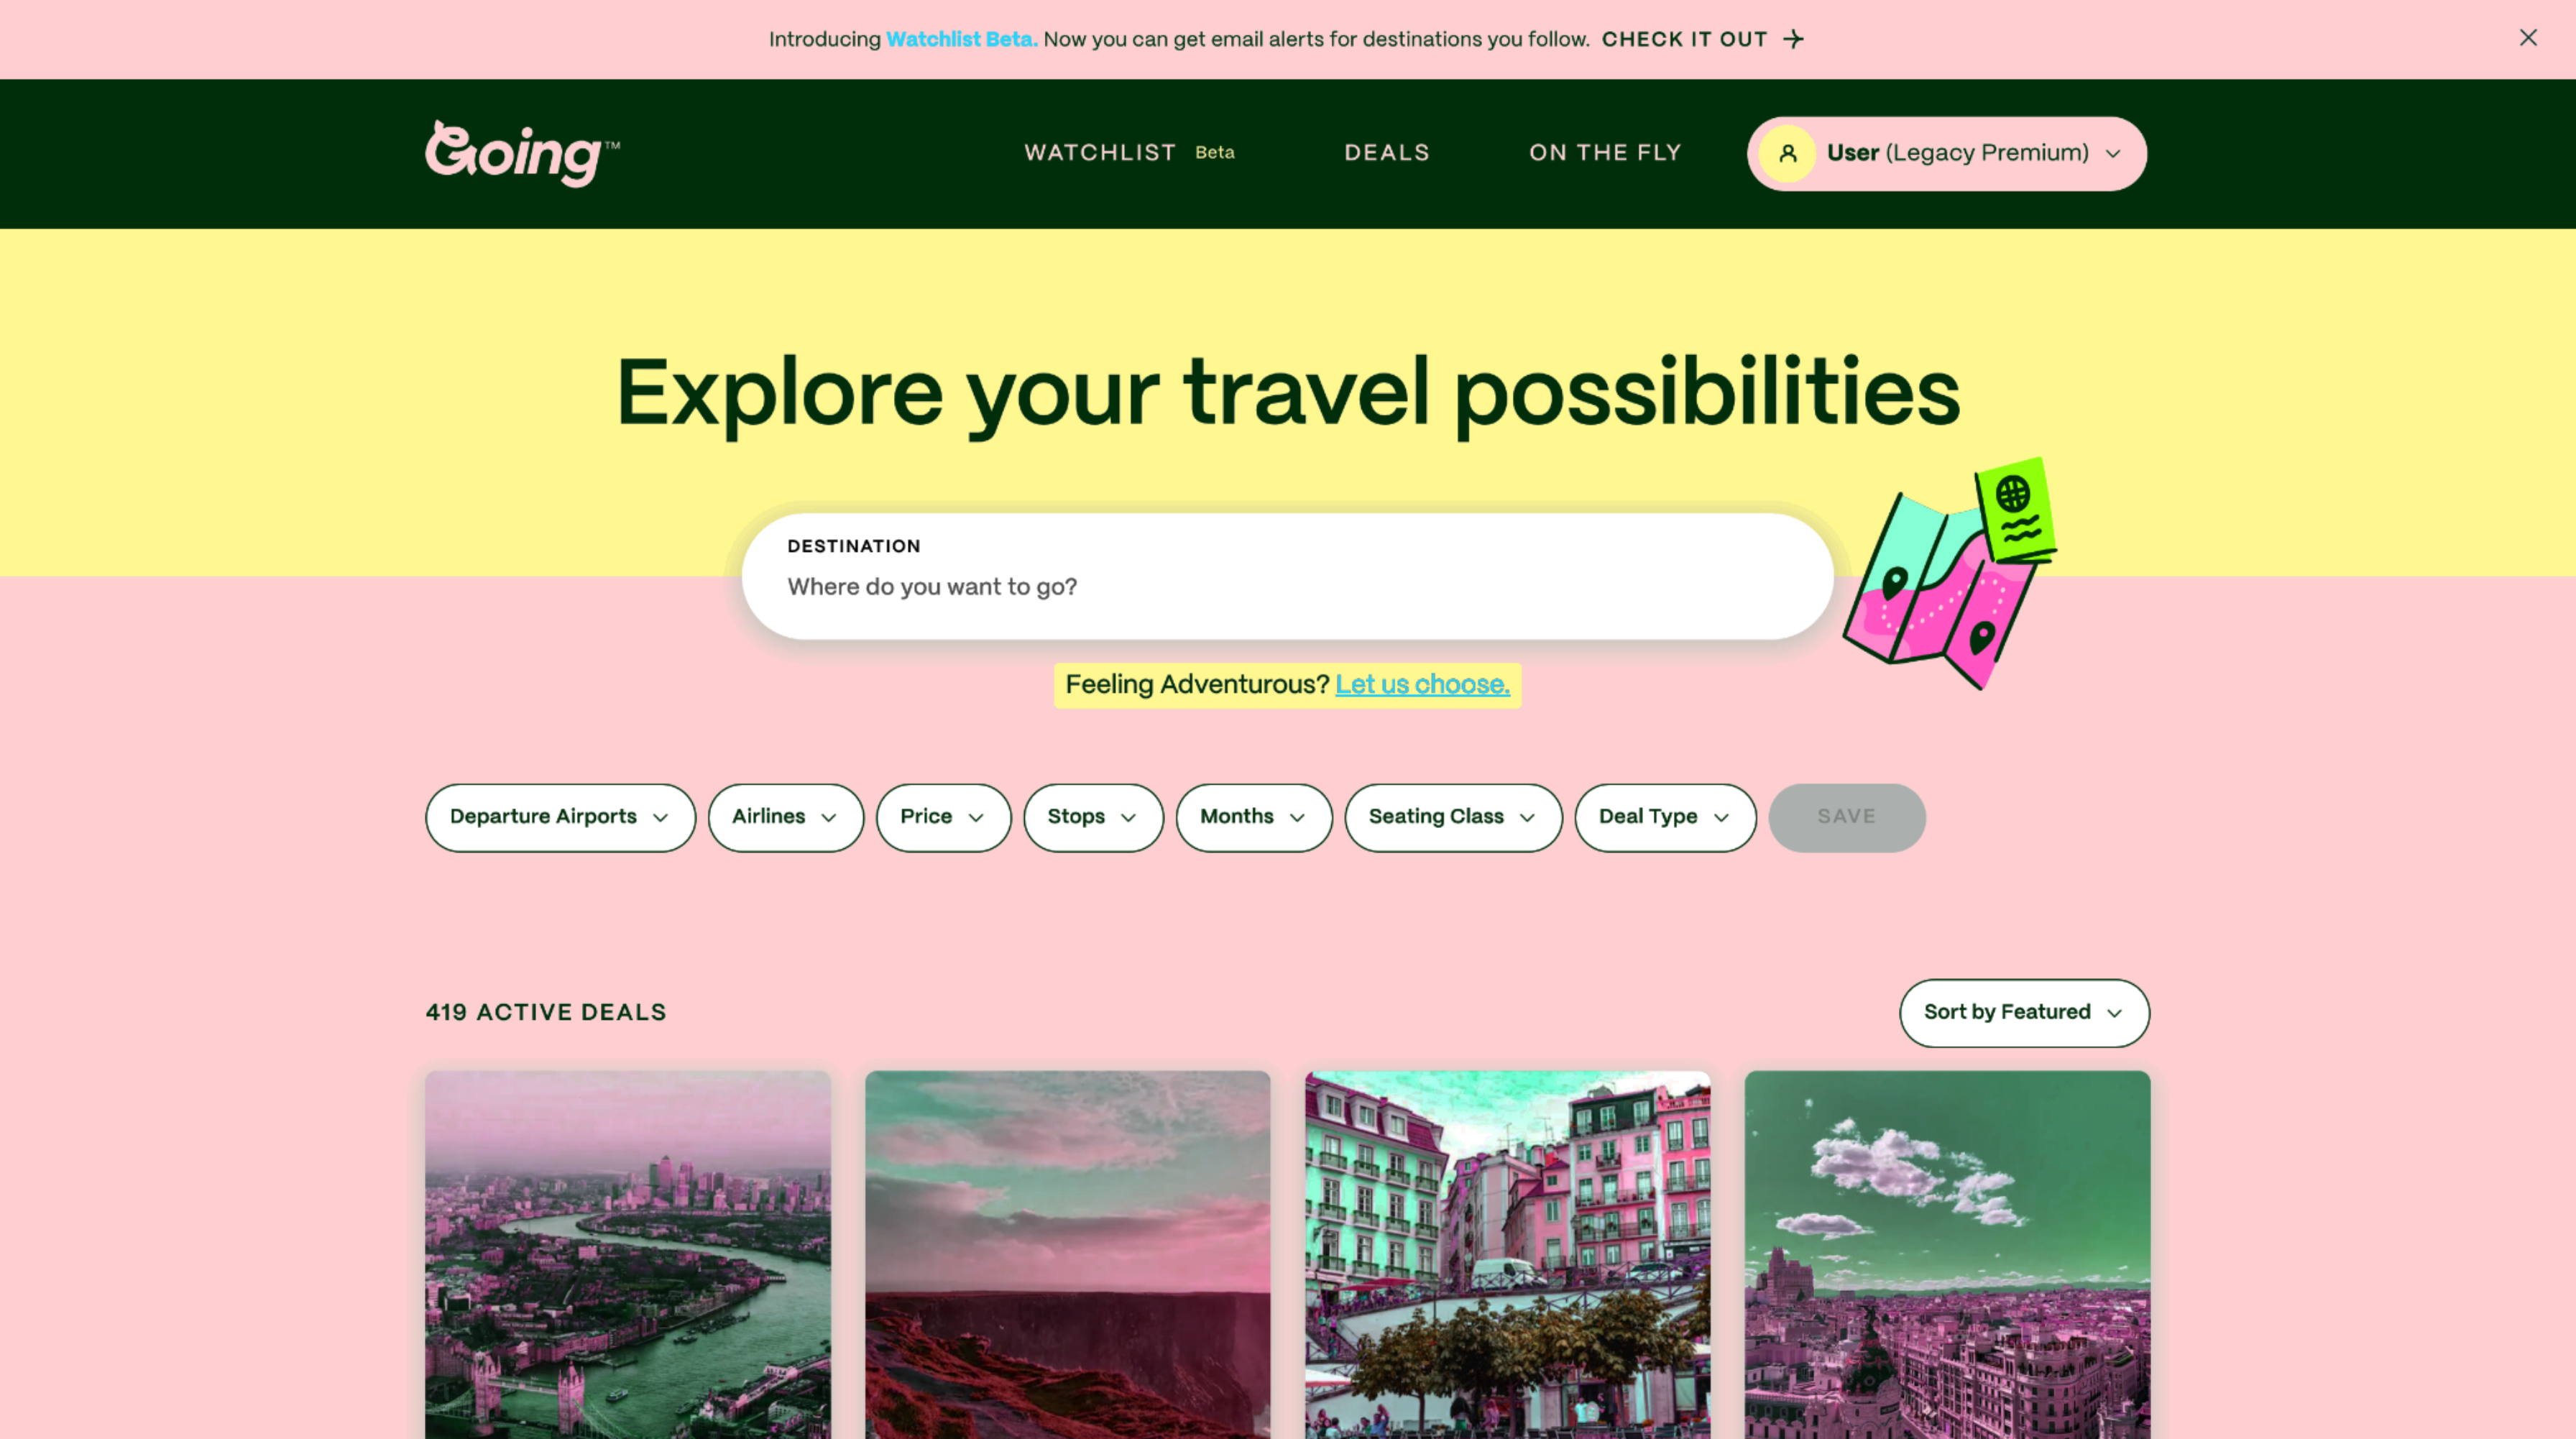 Introducing Watchlist Beta. Now you can get email alerts for destinations you follow. CHECK IT OUT
Going™
WATCHLIST Beta
DEALS
ON THE FLY
User (Legacy Premium)
Explore your travel possibilities
DESTINATION
Where do you want to go?
Feeling Adventurous? Let us choose.
Departure Airports
Airlines
Price
Stops
Months
Seating Class
Deal Type
SAVE
419 ACTIVE DEALS
Sort by Featured